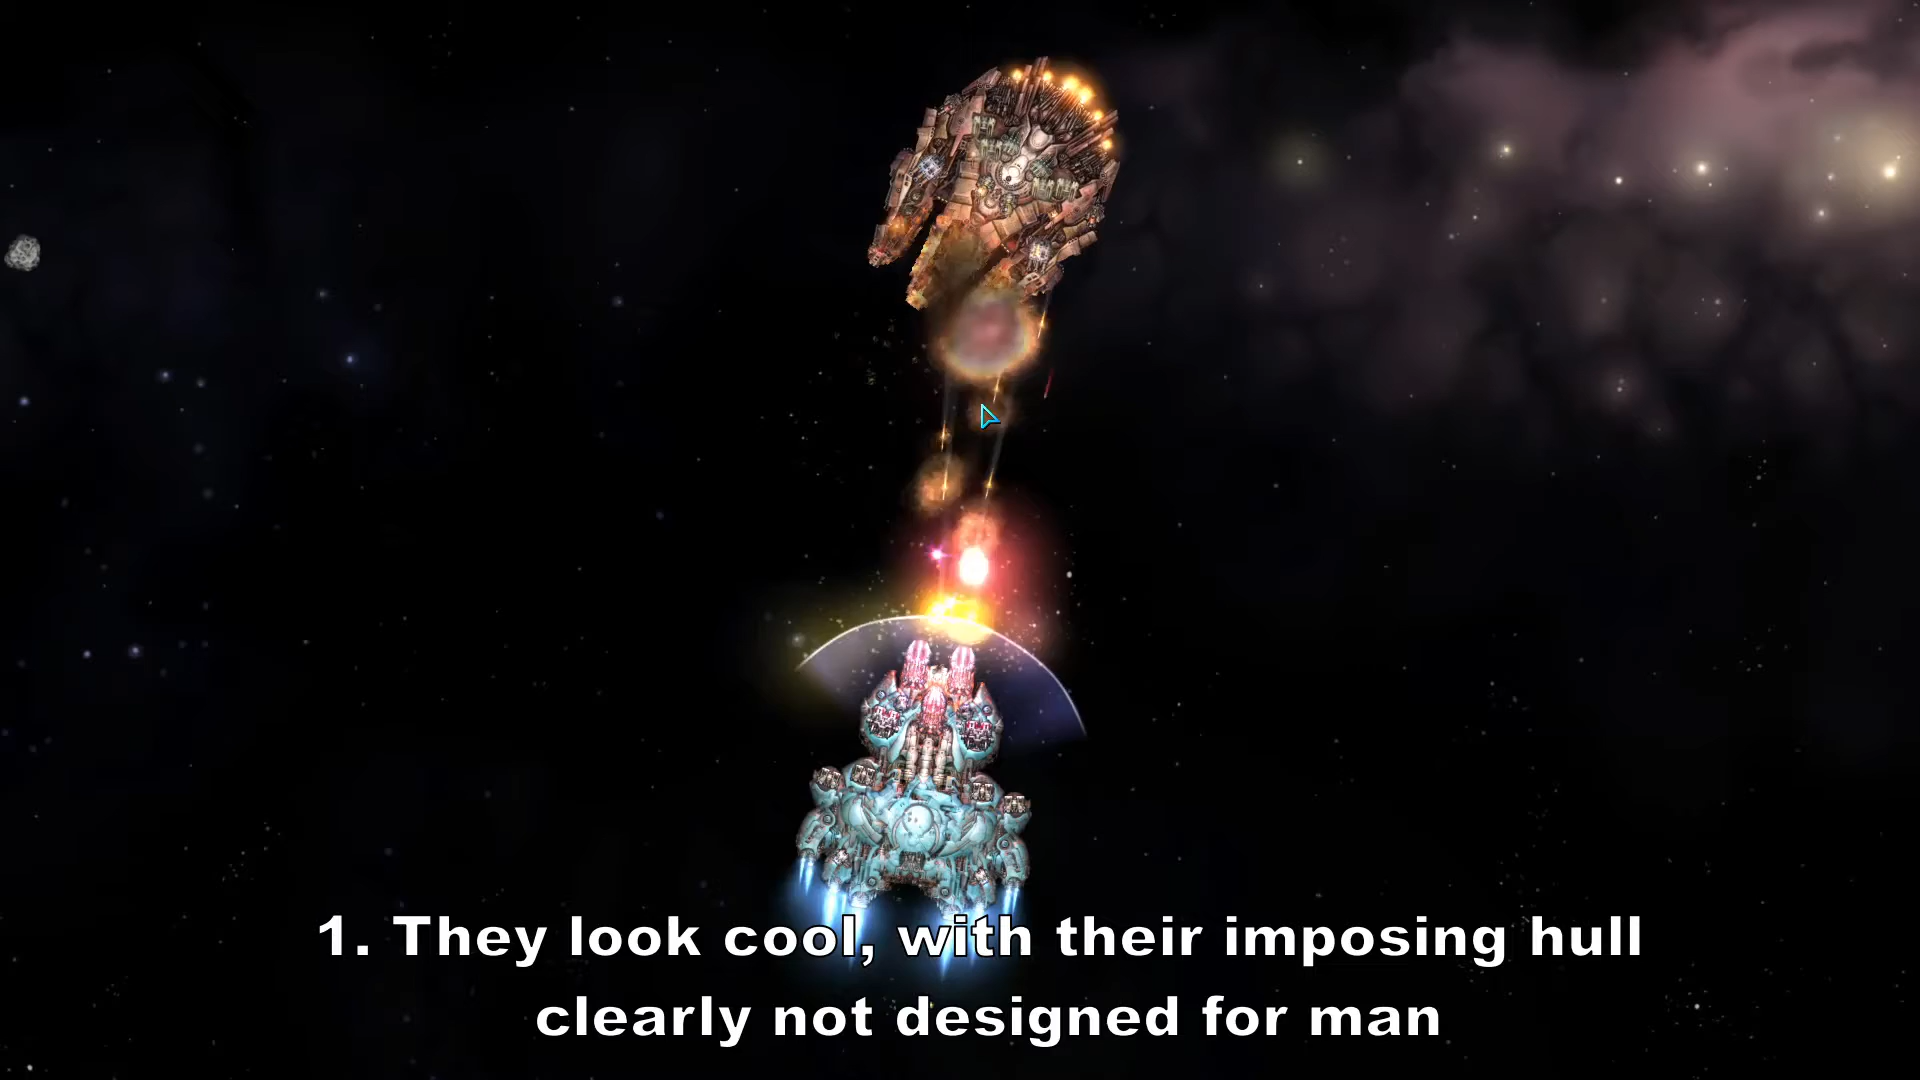 1. They look cool, with their imposing hull
clearly not designed for man